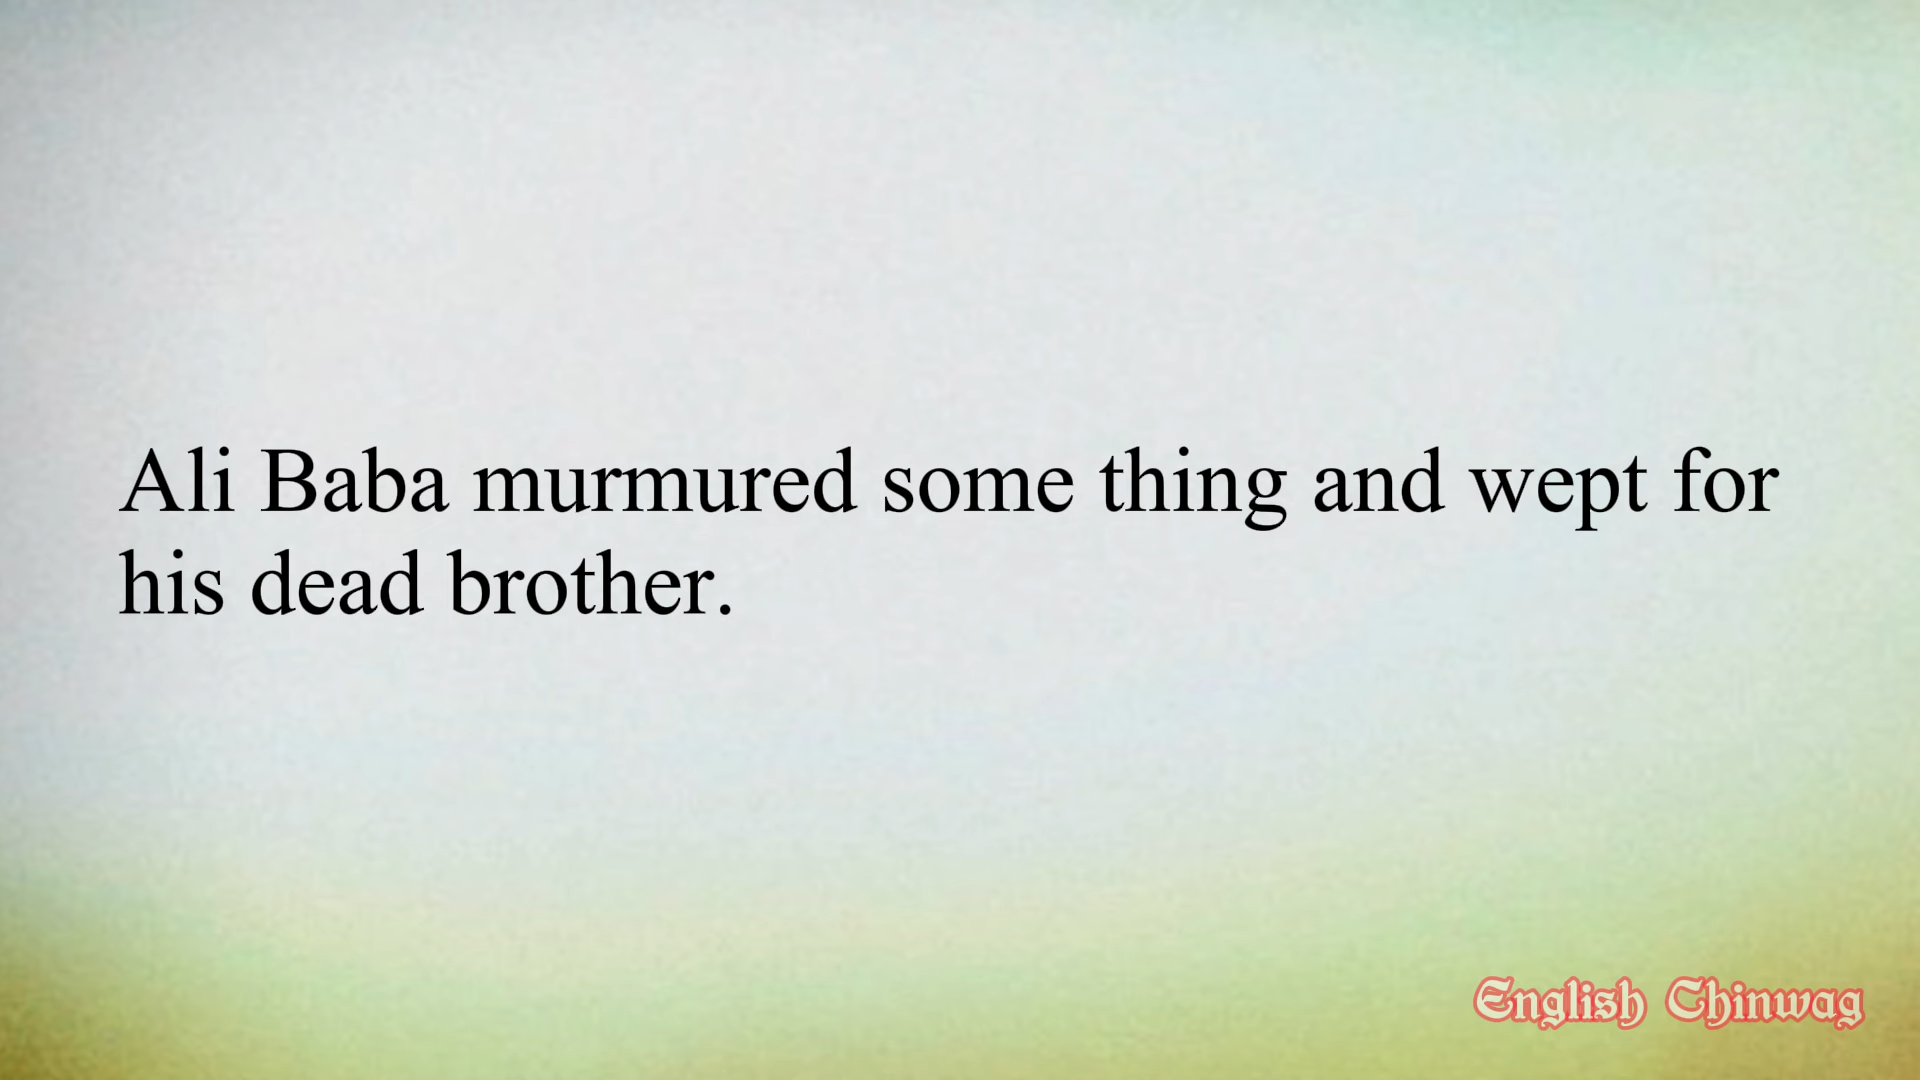 Ali Baba murmured some thing and wept for
his dead brother.
English Chinwag